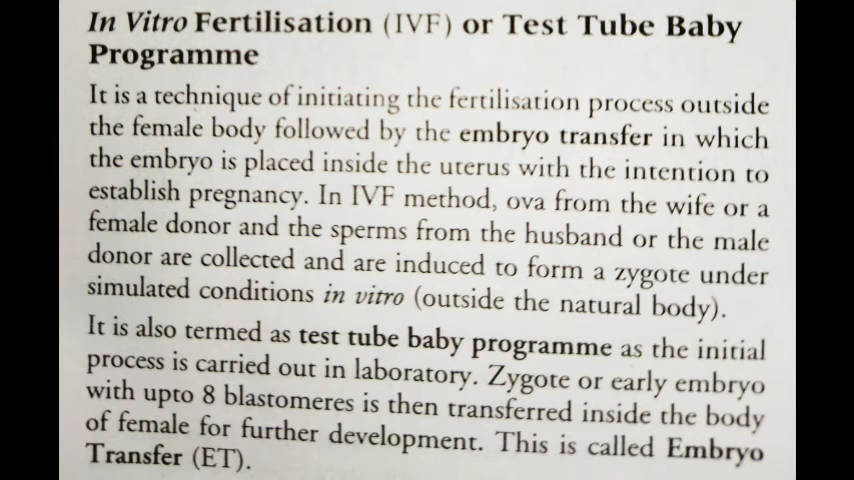 In Vitro Fertilisation (IVF) or Test Tube Baby
Programme
It is a technique of initiating the fertilisation process outside
the female body followed by the embryo transfer in which
the embryo is placed inside the uterus with the intention to
establish pregnancy. In IVF method, ova from the wife or a
female donor and the sperms from the husband or the male
donor are collected and are induced to form a zygote under
simulated conditions in vitro (outside the natural body).
It is also termed as test tube baby programme as the initial
process is carried out in laboratory. Zygote or early embryo
with upto 8 blastomeres is then transferred inside the body
of female for further development. This is called Embryo
Transfer (ET).